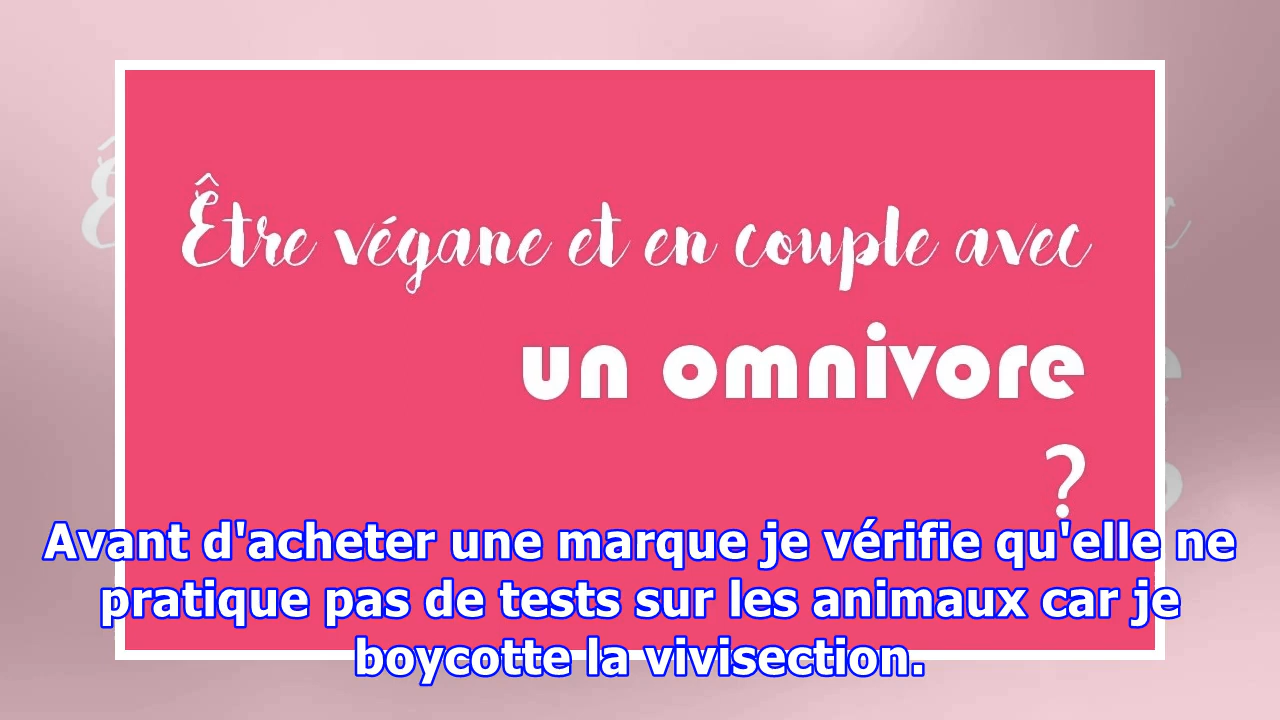 Être végane et en couple avec
un omnivore
?
Avant d'acheter une marque je vérifie qu'elle ne
pratique pas de tests sur les animaux car je
boycotte la vivisection.